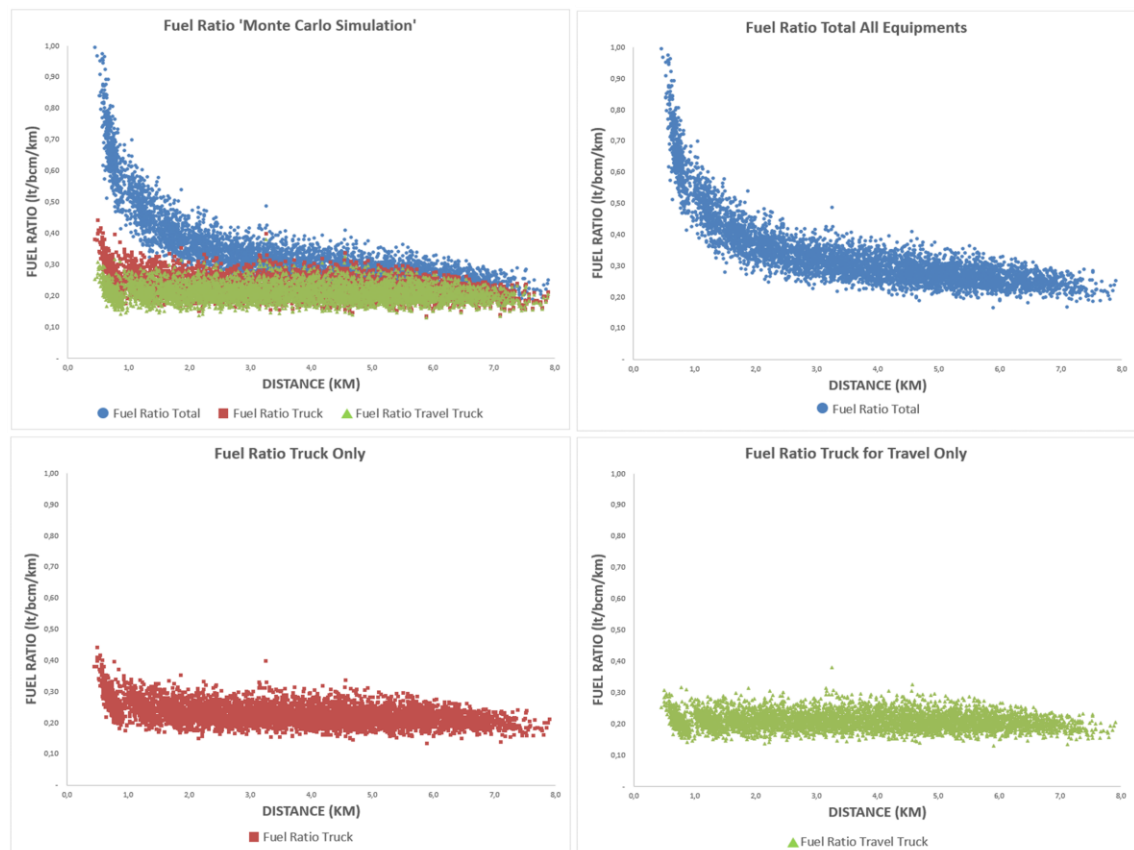 Fuel Ratio 'Monte Carlo Simulation'
FUEL RATIO (lt/bcm/km)
1,00
0,90
0,80
0,70
0,60
0,50
0,40
0,30
0,20
0,10
-
0,0 1,0 2,0 3,0 4,0 5,0 6,0 7,0 8,0
DISTANCE (KM)
Fuel Ratio Total Fuel Ratio Truck Fuel Ratio Travel Truck
Fuel Ratio Total All Equipments
FUEL RATIO (lt/bcm/km)
1,00
0,90
0,80
0,70
0,60
0,50
0,40
0,30
0,20
0,10
-
0,0 1,0 2,0 3,0 4,0 5,0 6,0 7,0 8,0
DISTANCE (KM)
Fuel Ratio Total
Fuel Ratio Truck Only
FUEL RATIO (lt/bcm/km)
1,00
0,90
0,80
0,70
0,60
0,50
0,40
0,30
0,20
0,10
-
0,0 1,0 2,0 3,0 4,0 5,0 6,0 7,0 8,0
DISTANCE (KM)
Fuel Ratio Truck
Fuel Ratio Truck for Travel Only
FUEL RATIO (lt/bcm/km)
1,00
0,90
0,80
0,70
0,60
0,50
0,40
0,30
0,20
0,10
-
0,0 1,0 2,0 3,0 4,0 5,0 6,0 7,0 8,0
DISTANCE (KM)
Fuel Ratio Travel Truck